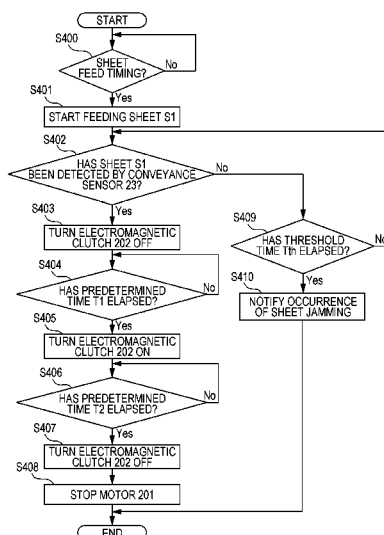 START
S400
SHEET
FEED TIMING?
No
Yes
S401
START FEEDING SHEET S1
S402
HAS SHEET S1
BEEN DETECTED BY CONVEYANCE
SENSOR 23?
No
Yes
S403
TURN ELECTROMAGNETIC
CLUTCH 202 OFF
S404
HAS PREDETERMINED
TIME T1 ELAPSED?
No
Yes
S405
TURN ELECTROMAGNETIC
CLUTCH 202 ON
S406
HAS PREDETERMINED
TIME T2 ELAPSED?
No
Yes
S407
TURN ELECTROMAGNETIC
CLUTCH 202 OFF
S408
STOP MOTOR 201
S409
HAS THRESHOLD
TIME Tth ELAPSED?
No
Yes
S410
NOTIFY OCCURRENCE
OF SHEET JAMMING
END